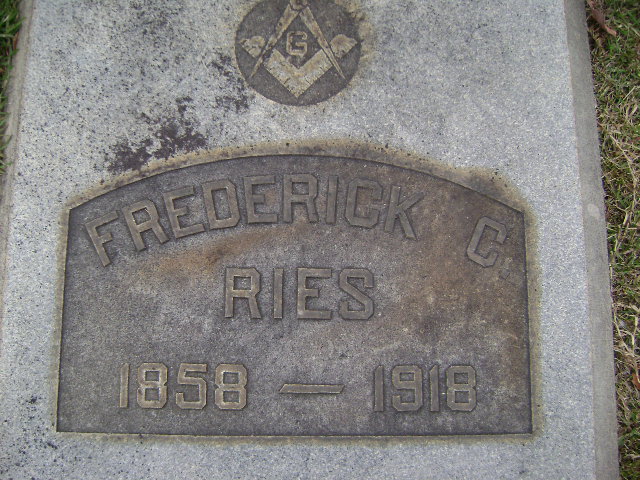 G
FREDERICK C.
RIES
1858 — 1918